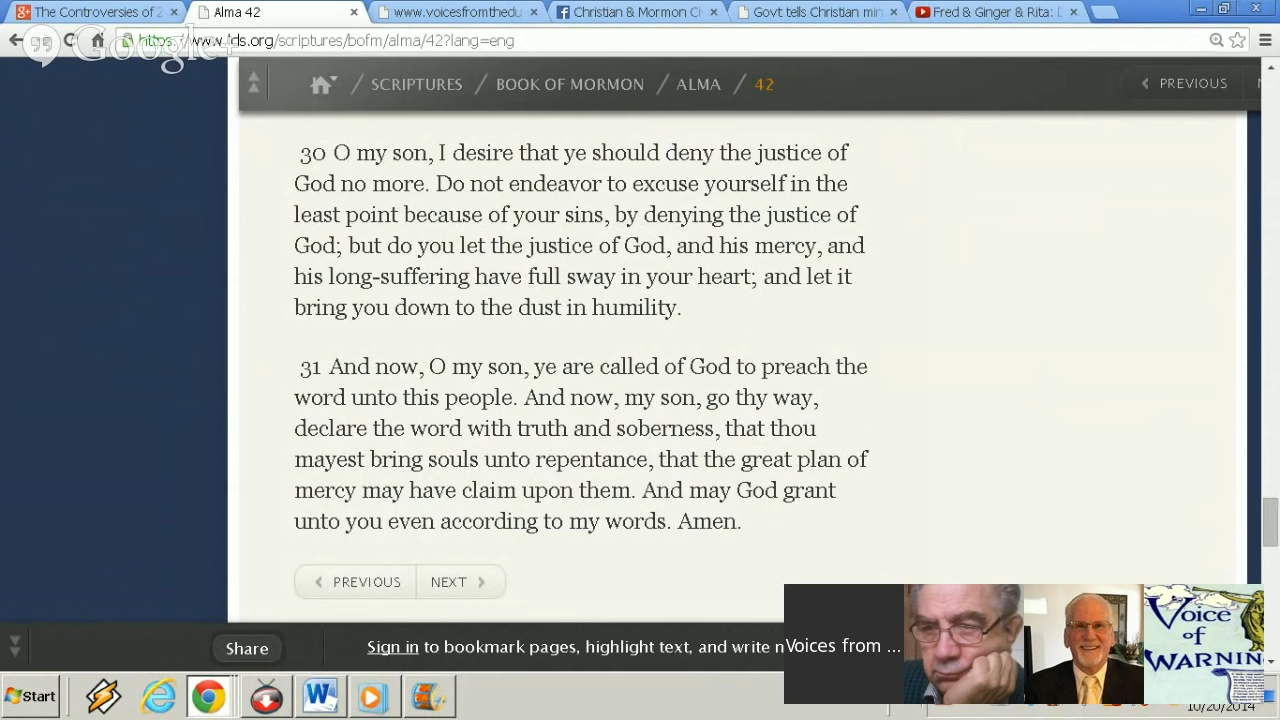 The Controversies of 2
Alma 42
www.voicesfromthedu
Christian & Mormon Ci
Govt tells Christian min
Fred & Ginger & Rita: D
https://www.lds.org/scriptures/bofm/alma/42?lang=eng
Google+
SCRIPTURES / BOOK OF MORMON / ALMA / 42
PREVIOUS
30 O my son, I desire that ye should deny the justice of
God no more. Do not endeavor to excuse yourself in the
least point because of your sins, by denying the justice of
God; but do you let the justice of God, and his mercy, and
his long-suffering have full sway in your heart; and let it
bring you down to the dust in humility.
31 And now, O my son, ye are called of God to preach the
word unto this people. And now, my son, go thy way,
declare the word with truth and soberness, that thou
mayest bring souls unto repentance, that the great plan of
mercy may have claim upon them. And may God grant
unto you even according to my words. Amen.
PREVIOUS NEXT
Share
Sign in to bookmark pages, highlight text, and write n
Voices from ...
Voice
of
WARNIN
Start
10/20/2014